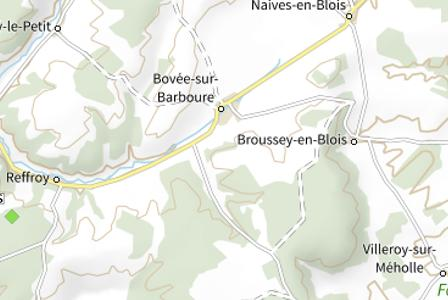 Naives-en-Blois
y-le-Petit
Bovée-sur-
Barboure
Broussey-en-Blois
Reffroy
s
Villeroy-sur-
Méholle
F